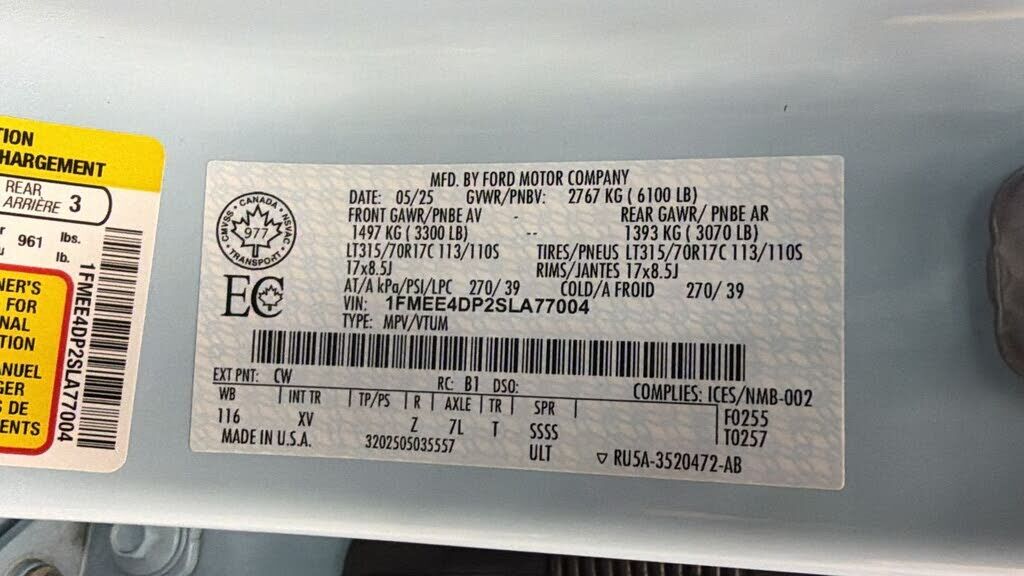 TION
HARGEMENT
REAR
ARRIÈRE 3
961 lbs.
lb.
NER'S
FOR
NAL
TION
ANUEL
GER
S DE
ENTS
1FMEE4DP2SLA77004
MFD. BY FORD MOTOR COMPANY
DATE: 05/25 GVWR/PNBV: 2767 KG ( 6100 LB)
FRONT GAWR/PNBE AV - REAR GAWR/ PNBE AR
1497 KG ( 3300 LB) -- 1393 KG ( 3070 LB)
LT315/70R17C 113/110S TIRES/PNEUS LT315/70R17C 113/110S
17x8.5J RIMS/JANTES 17x8.5J
AT/A kPa/PSI/LPC 270/ 39 COLD/A FROID 270/ 39
VIN: 1FMEE4DP2SLA77004
TYPE: MPV/VTUM
CANADA
CMVSS NSVAC
977
TRANSPORT
EC
EXT PNT: CW RC: B1 DSO: COMPLIES: ICES/NMB-002
WB | INT TR | TP/PS | R | AXLE | TR | SPR | F0255
116 XV Z 7L T SSSS T0257
MADE IN U.S.A. 3202505035557 ULT ▽ RU5A-3520472-AB